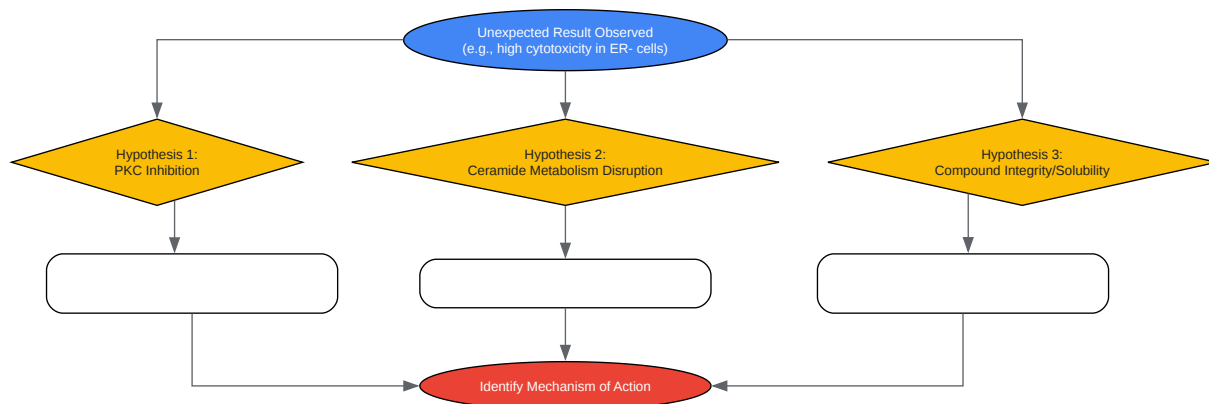 Unexpected Result Observed
(e.g., high cytotoxicity in ER- cells)
Hypothesis 1:
PKC Inhibition
Hypothesis 2:
Ceramide Metabolism Disruption
Hypothesis 3:
Compound Integrity/Solubility
Identify Mechanism of Action